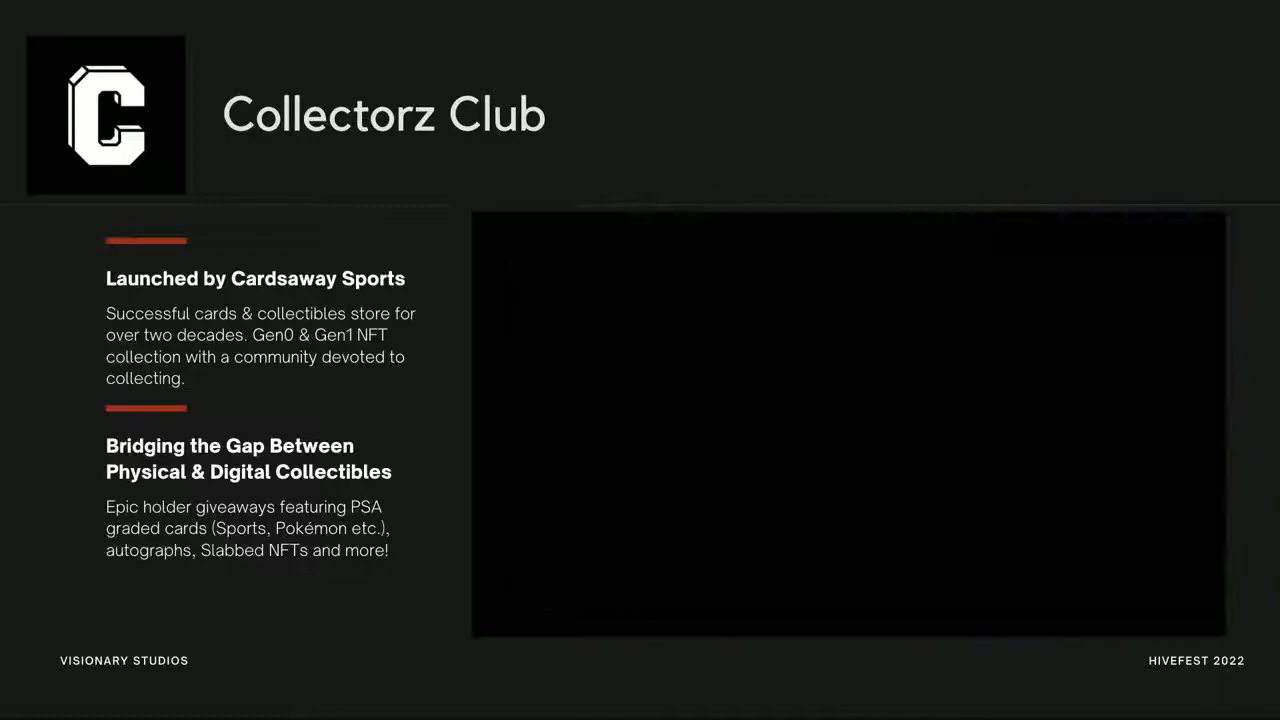 C
Collectorz Club
Launched by Cardsaway Sports
Successful cards & collectibles store for
over two decades. Gen0 & Gen1 NFT
collection with a community devoted to
collecting.
Bridging the Gap Between
Physical & Digital Collectibles
Epic holder giveaways featuring PSA
graded cards (Sports, Pokémon etc.),
autographs, Slabbed NFTs and more!
VISIONARY STUDIOS
HIVEFEST 2022